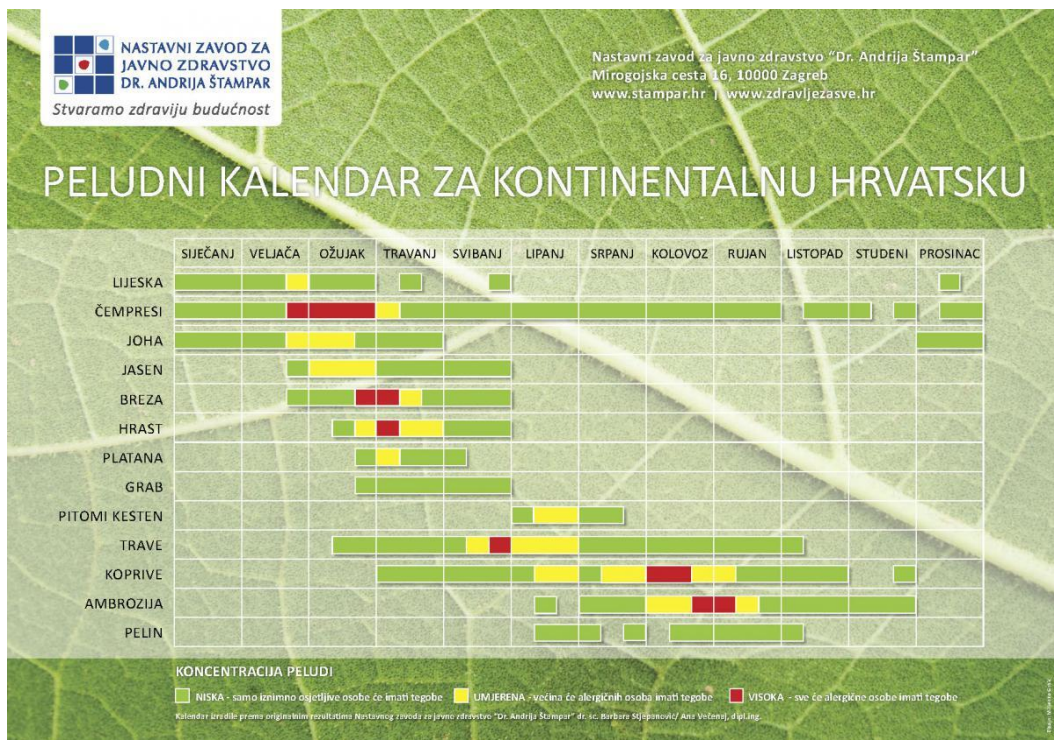 NASTAVNI ZAVOD ZA
JAVNO ZDRAVSTVO
DR. ANDRIJA ŠTAMPAR
Stvaramo zdraviju budućnost
Nastavni zavod za javno zdravstvo "Dr. Andrija Štampar"
Mirogojska cesta 16, 10000 Zagreb
www.stampar.hr | www.zdravljezasve.hr
PELUDNI KALENDAR ZA KONTINENTALNU HRVATSKU
SIJEČANJ VELJAČA OŽUJAK TRAVANJ SVIBANJ LIPANJ SRPANJ KOLOVOZ RUJAN LISTOPAD STUDENI PROSINAC
LIJESKA
ČEMPRESI
JOHA
JASEN
BREZA
HRAST
PLATANA
GRAB
PITOMI KESTEN
TRAVE
KOPRIVE
AMBROZIJA
PELIN
KONCENTRACIJA PELUDI
NISKA - samo iznimno osjetljive osobe će imati tegobe UMJERENA - većina će alergičnih osoba imati tegobe VISOKA - sve će alergične osobe imati tegobe
Kalendar izradile prema originalnim rezultatima Nastavnog zavoda za javno zdravstvo "Dr. Andrija Štampar" dr. sc. Barbara Stjepanović/ Ana Večenaj, dipl.ing.